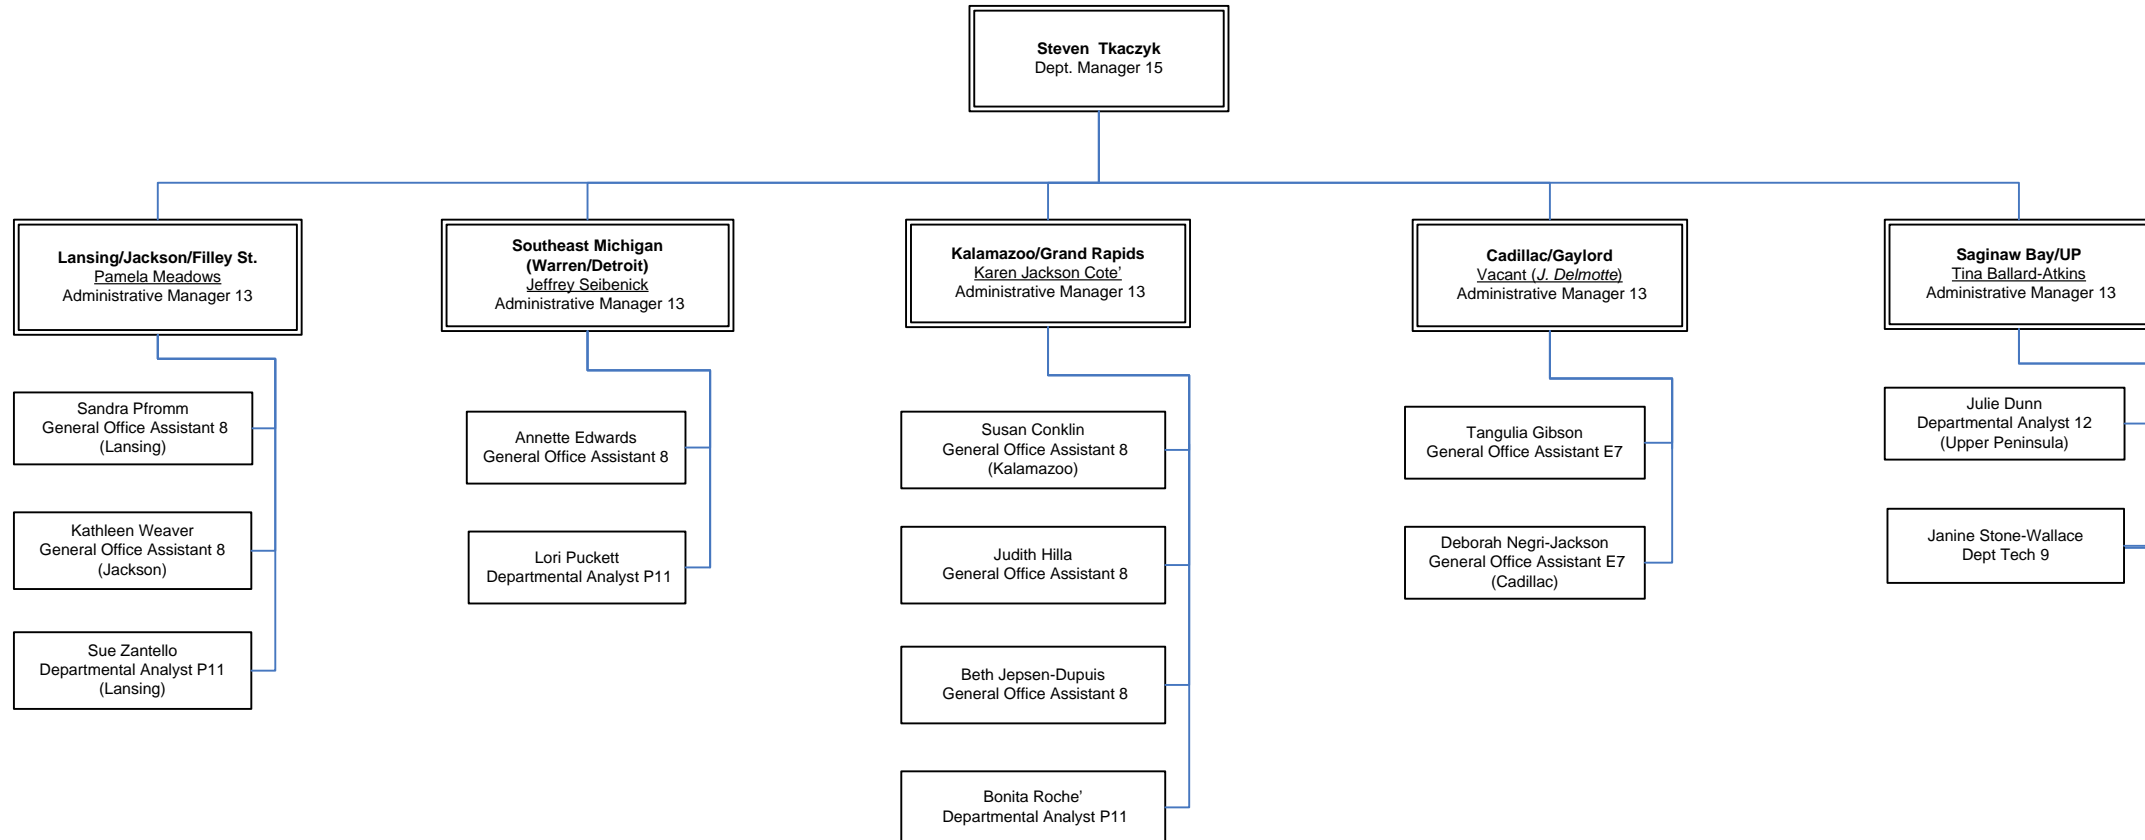 Steven  Tkaczyk
Dept. Manager 15
Lansing/Jackson/Filley St.
Pamela Meadows
Administrative Manager 13
Southeast Michigan
(Warren/Detroit)
Jeffrey Seibenick
Administrative Manager 13
Kalamazoo/Grand Rapids
Karen Jackson Cote'
Administrative Manager 13
Cadillac/Gaylord
Vacant (J. Delmotte)
Administrative Manager 13
Saginaw Bay/UP
Tina Ballard-Atkins
Administrative Manager 13
Sandra Pfromm
General Office Assistant 8
(Lansing)
Kathleen Weaver
General Office Assistant 8
(Jackson)
Sue Zantello
Departmental Analyst P11
(Lansing)
Annette Edwards
General Office Assistant 8
Lori Puckett
Departmental Analyst P11
Susan Conklin
General Office Assistant 8
(Kalamazoo)
Judith Hilla
General Office Assistant 8
Beth Jepsen-Dupuis
General Office Assistant 8
Bonita Roche’
Departmental Analyst P11
Tangulia Gibson
General Office Assistant E7
Deborah Negri-Jackson
General Office Assistant E7
(Cadillac)
Julie Dunn
Departmental Analyst 12
(Upper Peninsula)
Janine Stone-Wallace
Dept Tech 9